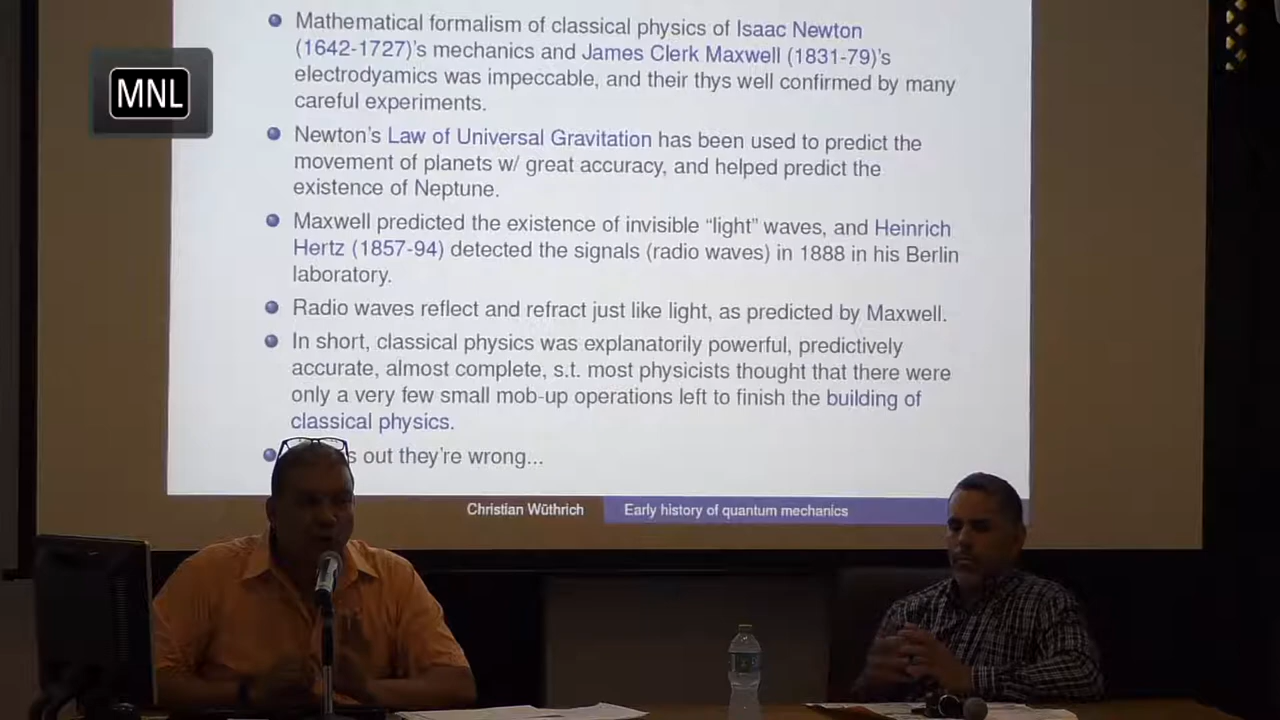 Mathematical formalism of classical physics of Isaac Newton
(1642-1727)'s mechanics and James Clerk Maxwell (1831-79)'s
MNL
electrodyamics was impeccable, and their thys well confirmed by many
careful experiments.
Newton's Law of Universal Gravitation has been used to predict the
movement of planets w/ great accuracy, and helped predict the
existence of Neptune.
Maxwell predicted the existence of invisible “light” waves, and Heinrich
Hertz (1857-94) detected the signals (radio waves) in 1888 in his Berlin
laboratory.
Radio waves reflect and refract just like light, as predicted by Maxwell.
In short, classical physics was explanatorily powerful, predictively
accurate, almost complete, s.t. most physicists thought that there were
only a very few small mob-up operations left to finish the building of
classical physics.
out they're wrong...
Christian Wüthrich Early history of quantum mechanics